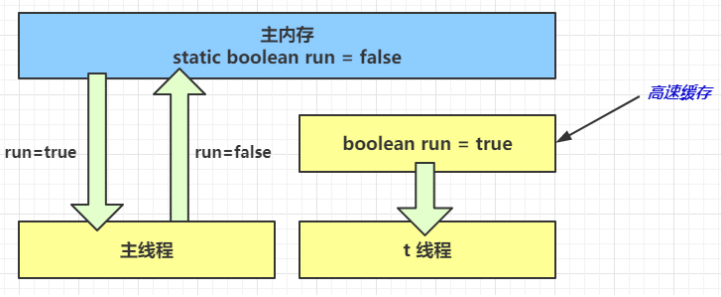 主内存
static boolean run = false
高速缓存
boolean run = true
run=true
run=false
主线程
t 线程